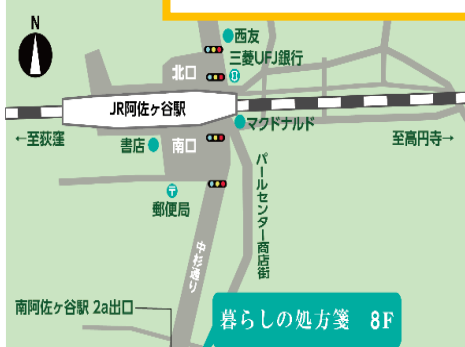 N
西友
三菱UFJ銀行
北口
JR阿佐ヶ谷駅
マクドナルド
←至荻窪
書店
南口
至高円寺→
〒
郵便局
パールセンター商店街
中杉通り
南阿佐ヶ谷駅 2a出口
暮らしの処方箋 8F